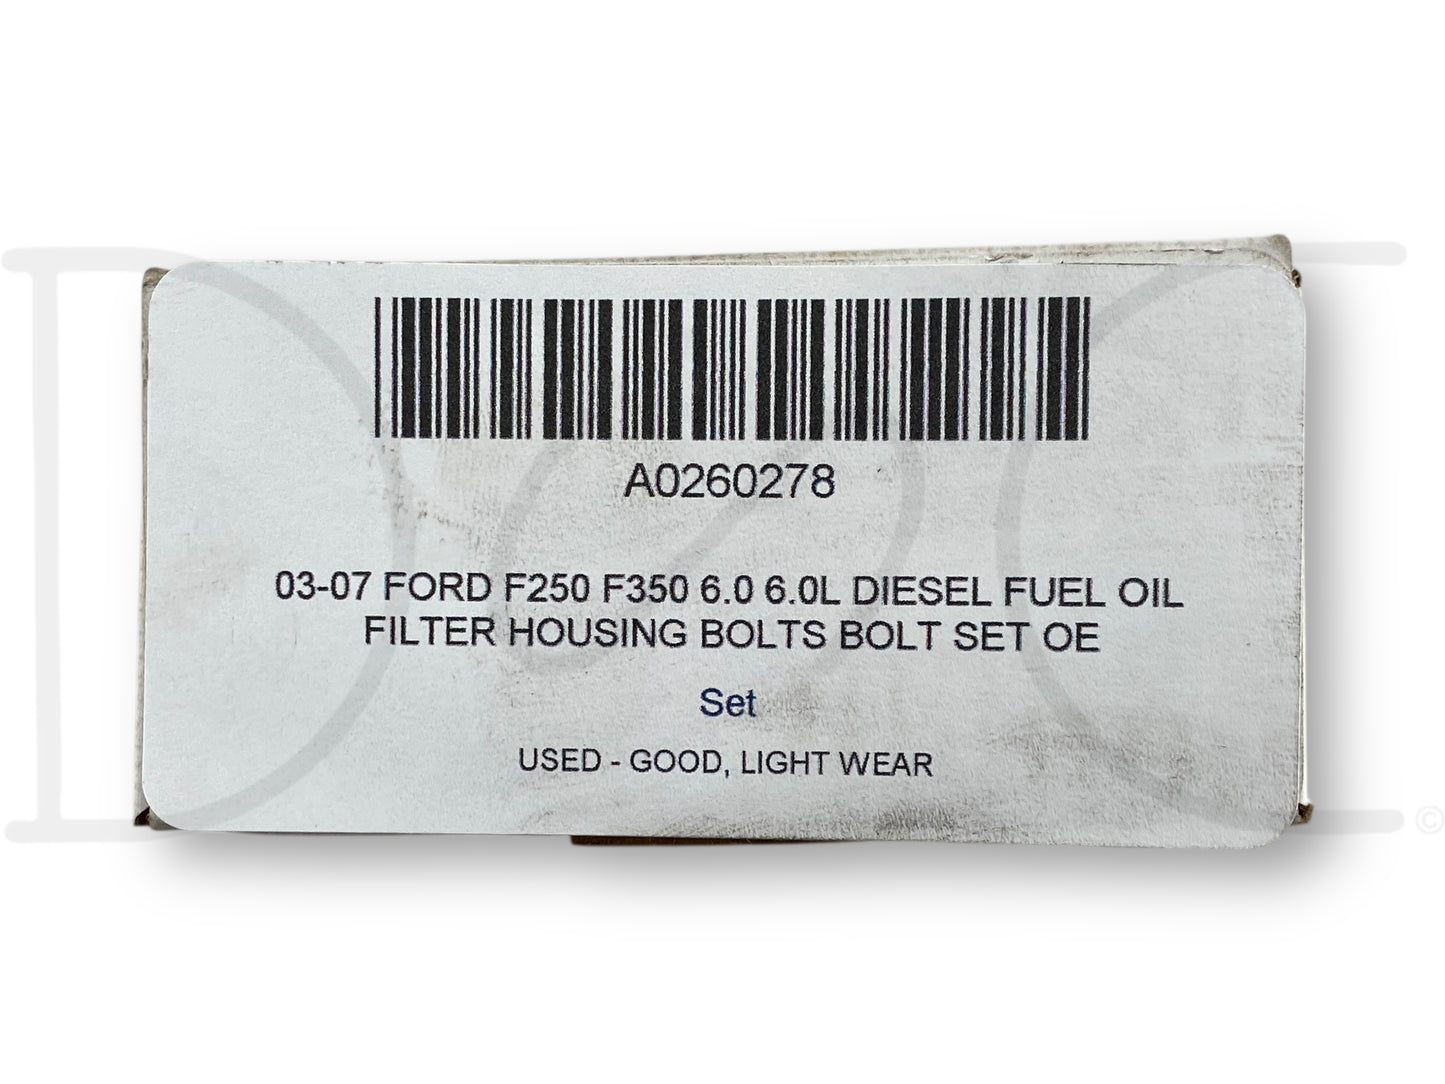 A0260278
03-07 FORD F250 F350 6.0 6.0L DIESEL FUEL OIL
FILTER HOUSING BOLTS BOLT SET OE
Set
USED - GOOD, LIGHT WEAR
©